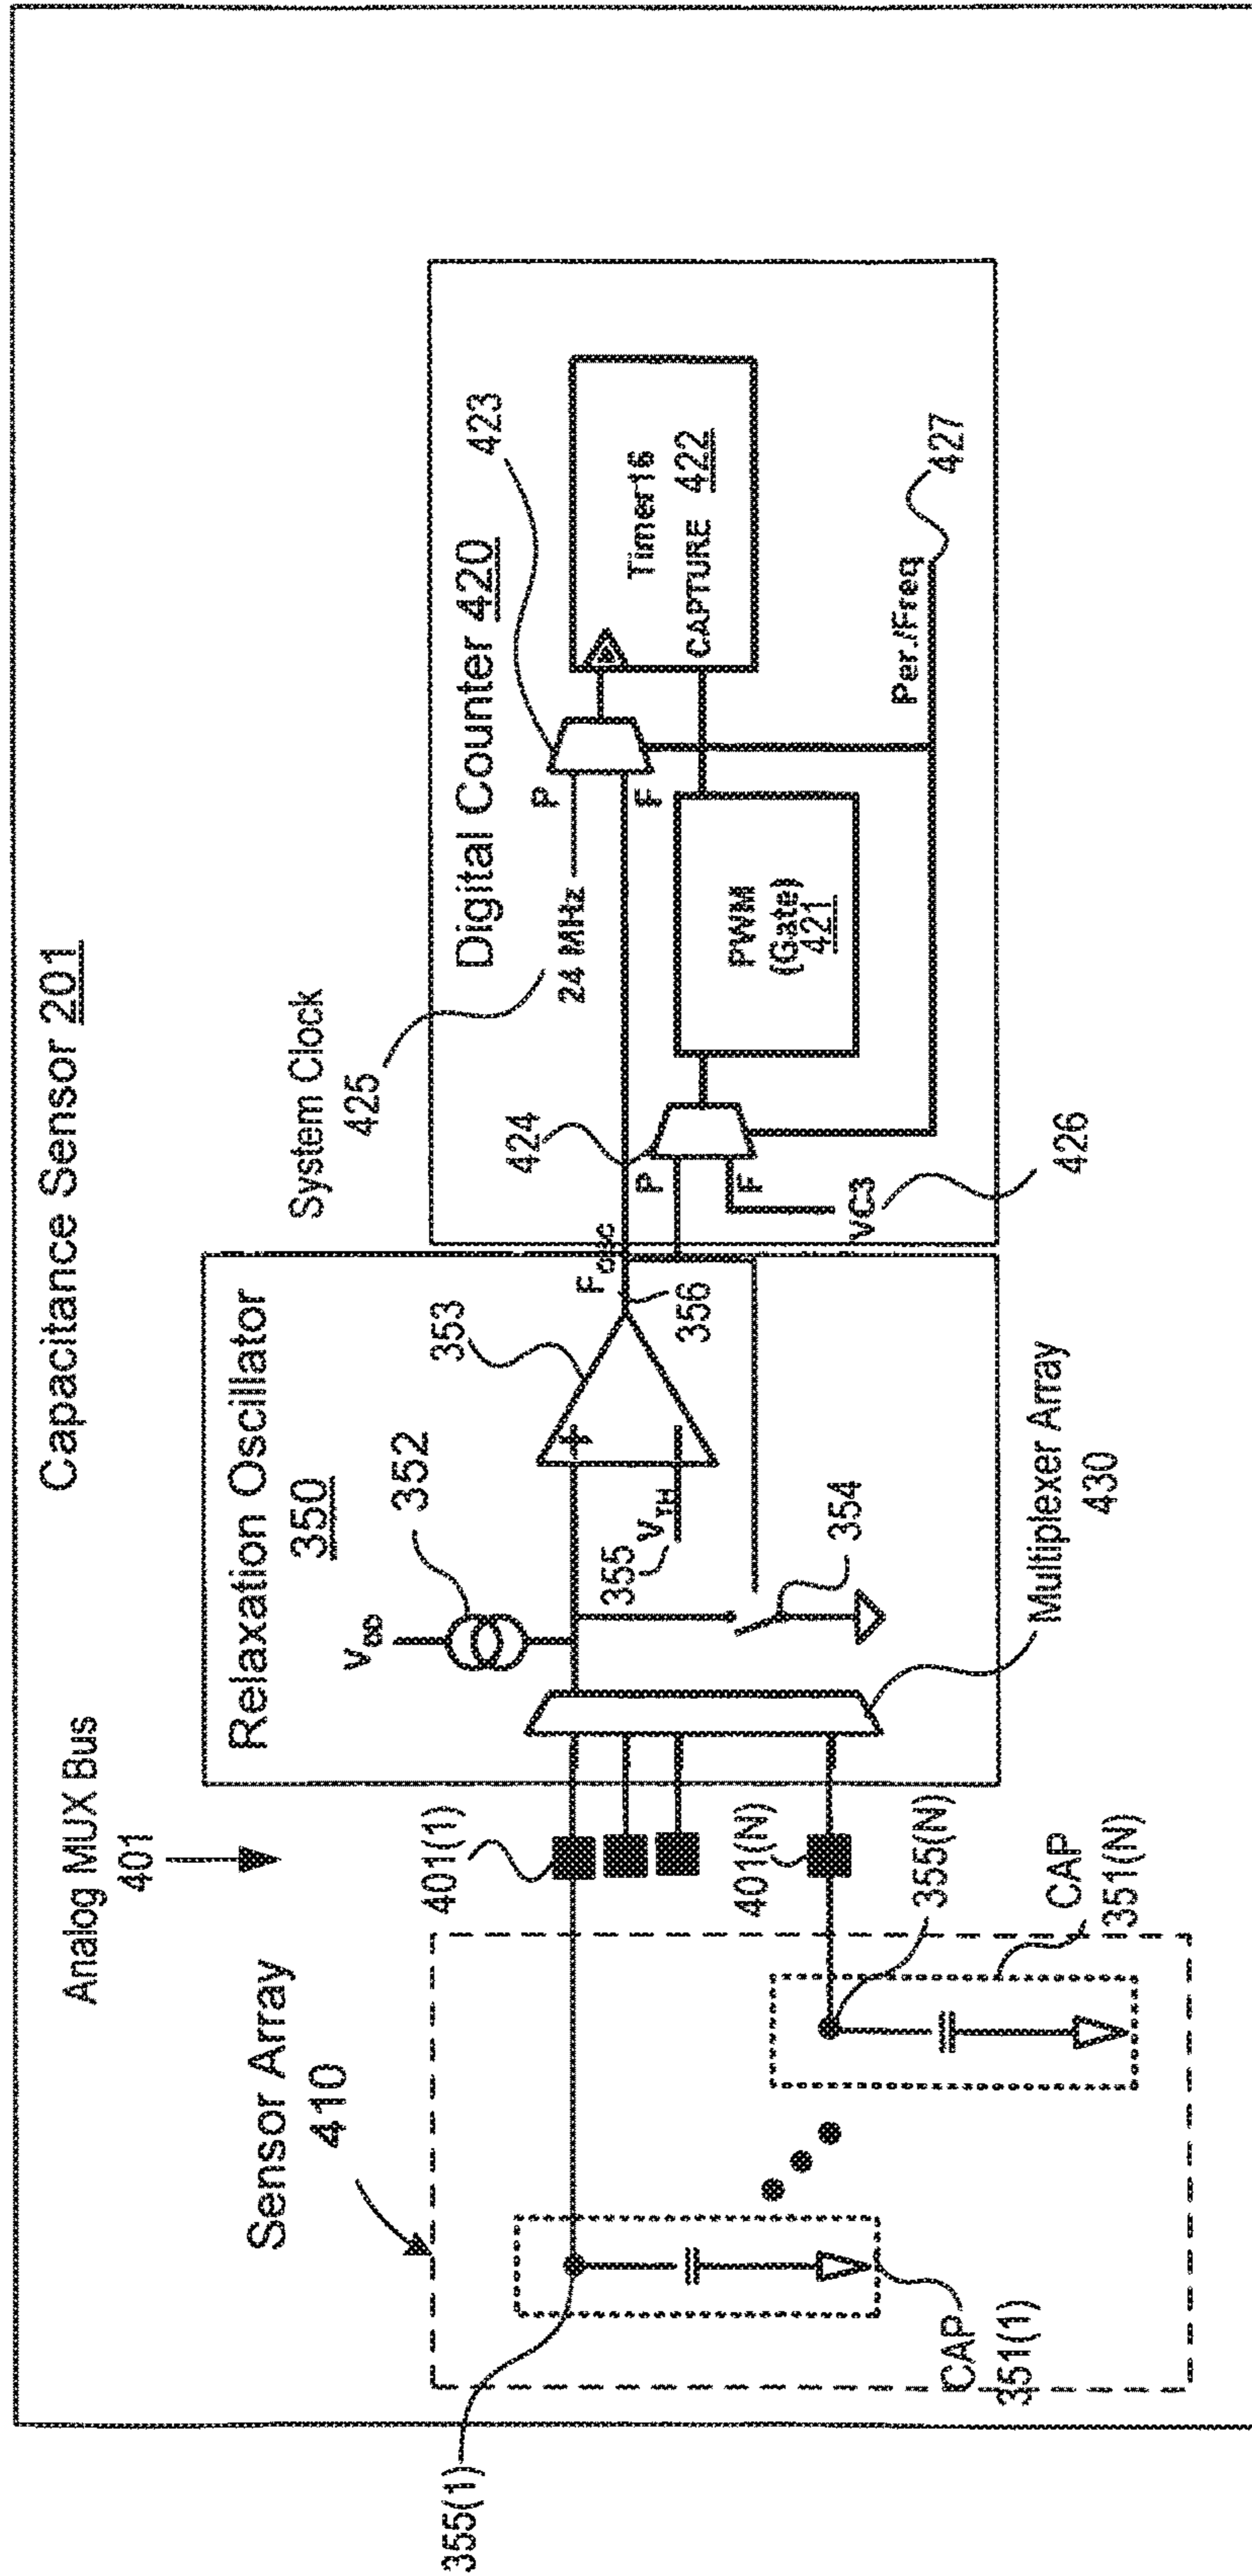 Capacitance Sensor 201
Analog MUX Bus
401
System Clock
425
Sensor Array
410
Relaxation Oscillator
350
Digital Counter 420
355(1)
401(1)
401(N)
355(N)
CAP
351(1)
CAP
351(N)
VDD
352
353
355
VTH
354
FOSC
356
Multiplexer Array
430
424
P
F
VC3
426
24 MHz
P
F
423
PWM
(Gate)
421
Timer16
CAPTURE 422
Per./Freq
427